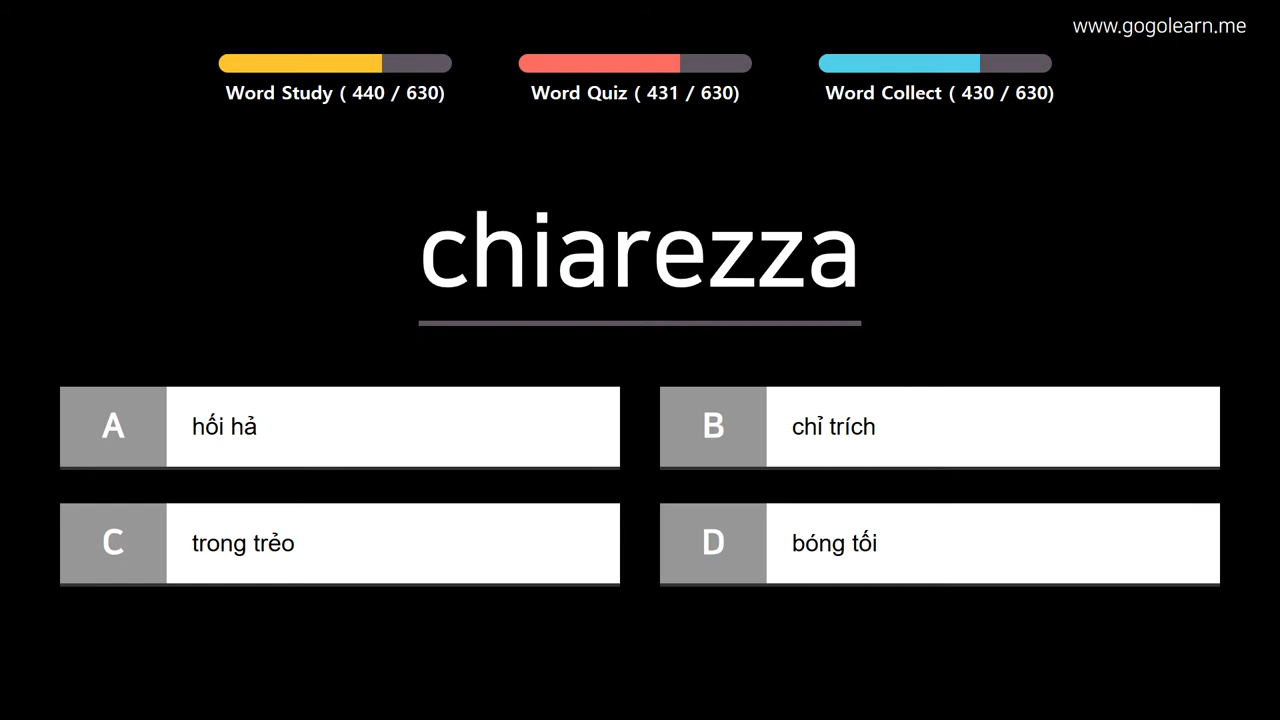 www.gogolearn.me
Word Study ( 440 / 630)
Word Quiz ( 431 / 630)
Word Collect ( 430 / 630)
chiarezza
A hối hả
B chỉ trích
C trong trẻo
D bóng tối